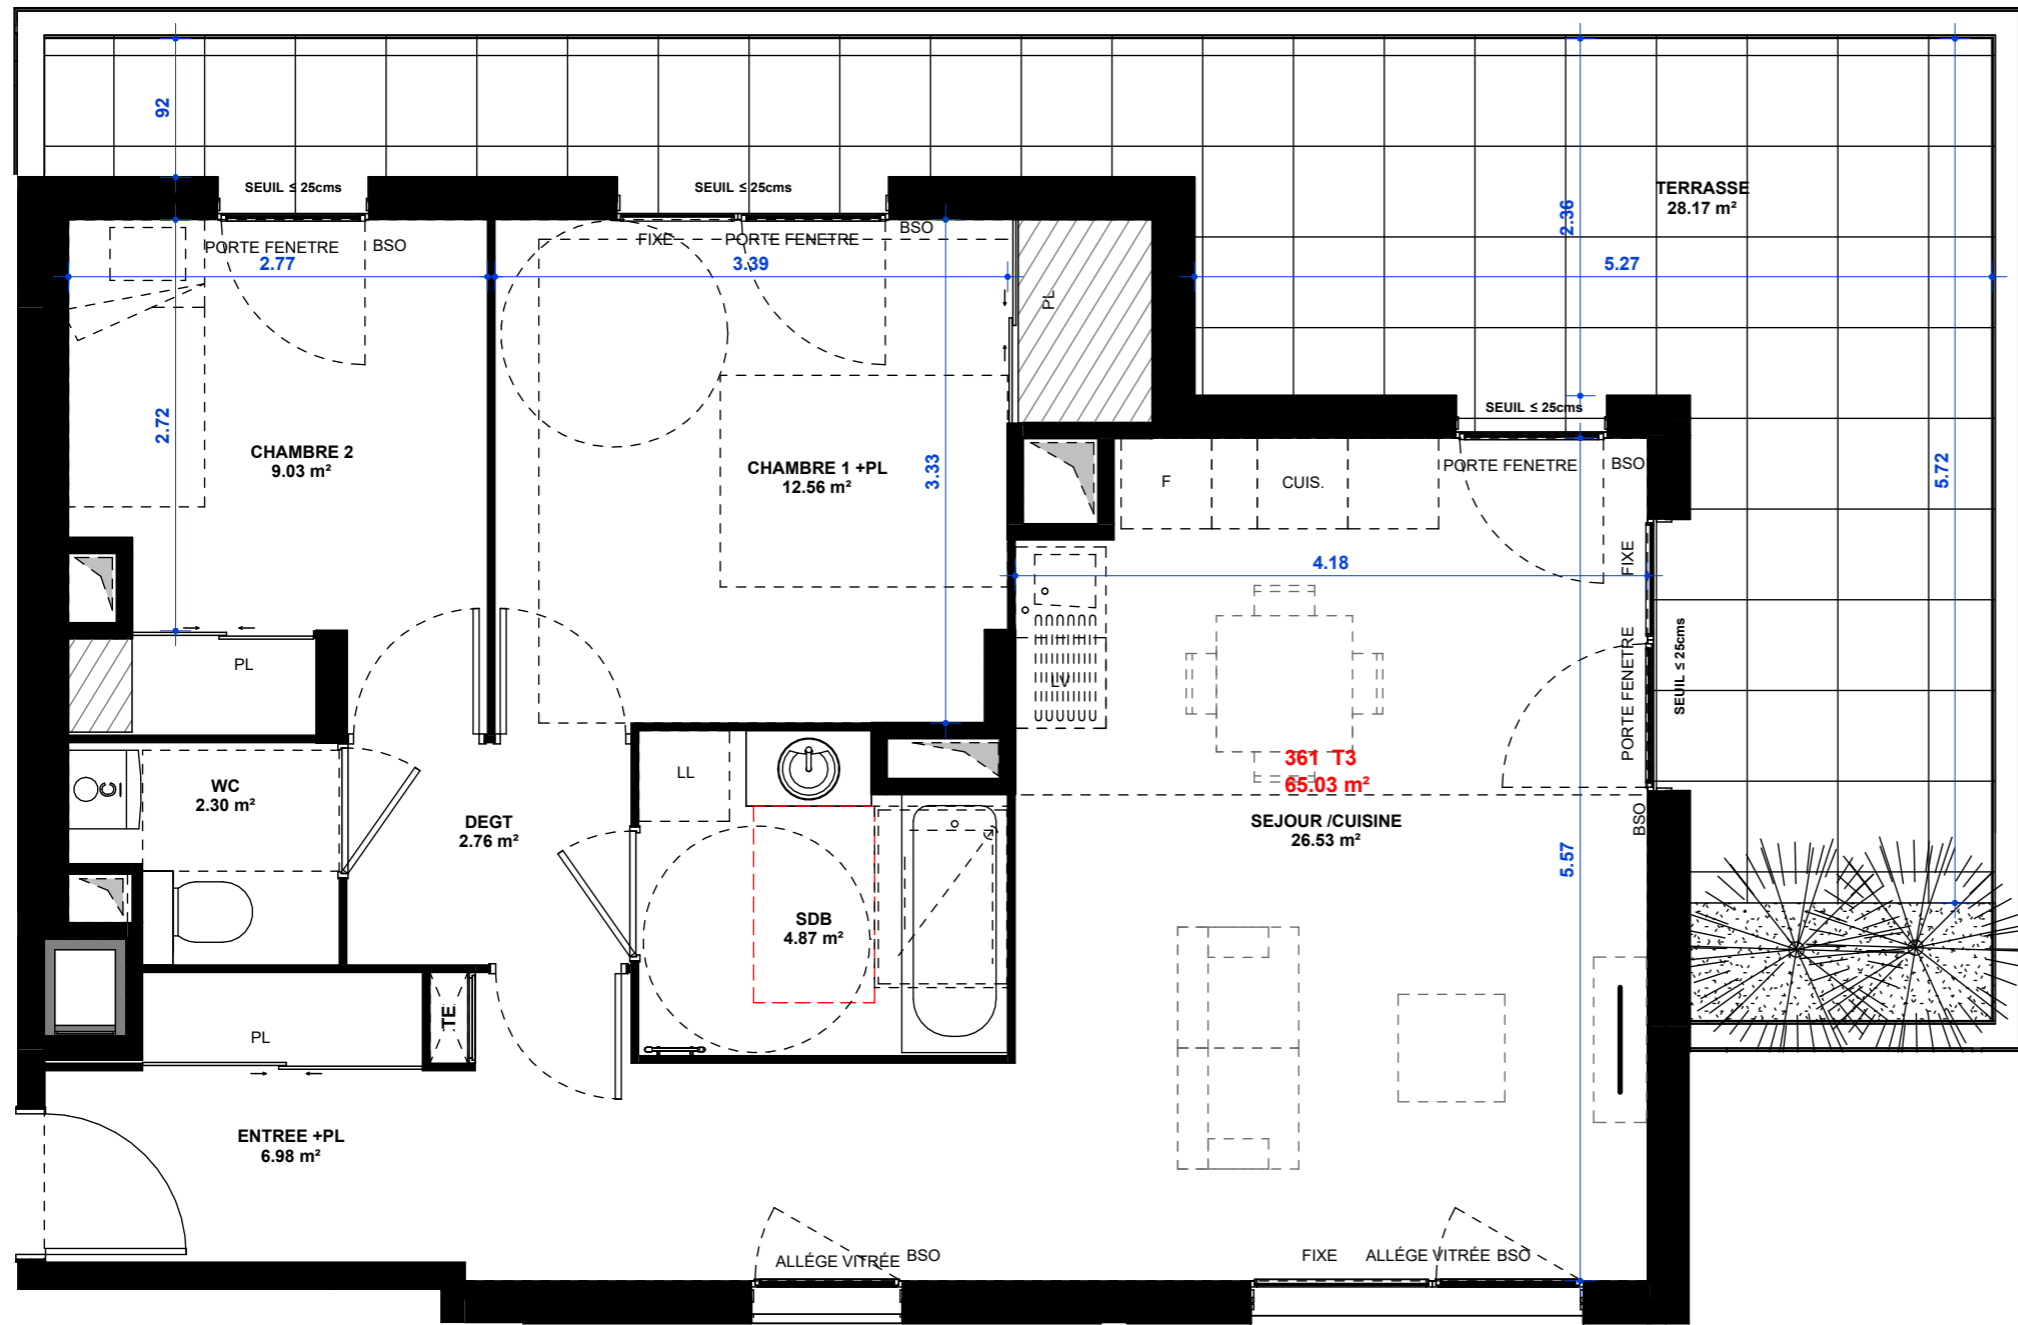 92
SEUIL ≤ 25cms
SEUIL ≤ 25cms
TERRASSE
28.17 m²
2.36
PORTE FENETRE
BSO
FIXE
PORTE FENETRE
BSO
2.77
3.39
5.27
PL
2.72
CHAMBRE 2
9.03 m²
CHAMBRE 1 +PL
12.56 m²
3.33
SEUIL ≤ 25cms
PORTE FENETRE
BSO
F
CUIS.
5.72
4.18
FIXE
PL
LV
PORTE FENETRE
SEUIL ≤ 25cms
361 T3
65.03 m²
LL
WC
2.30 m²
C
DEGT
2.76 m²
SEJOUR /CUISINE
26.53 m²
BSO
5.57
SDB
4.87 m²
TE
PL
ENTREE +PL
6.98 m²
ALLÉGE VITRÉE
BSO
FIXE
ALLÉGE VITRÉE
BSO